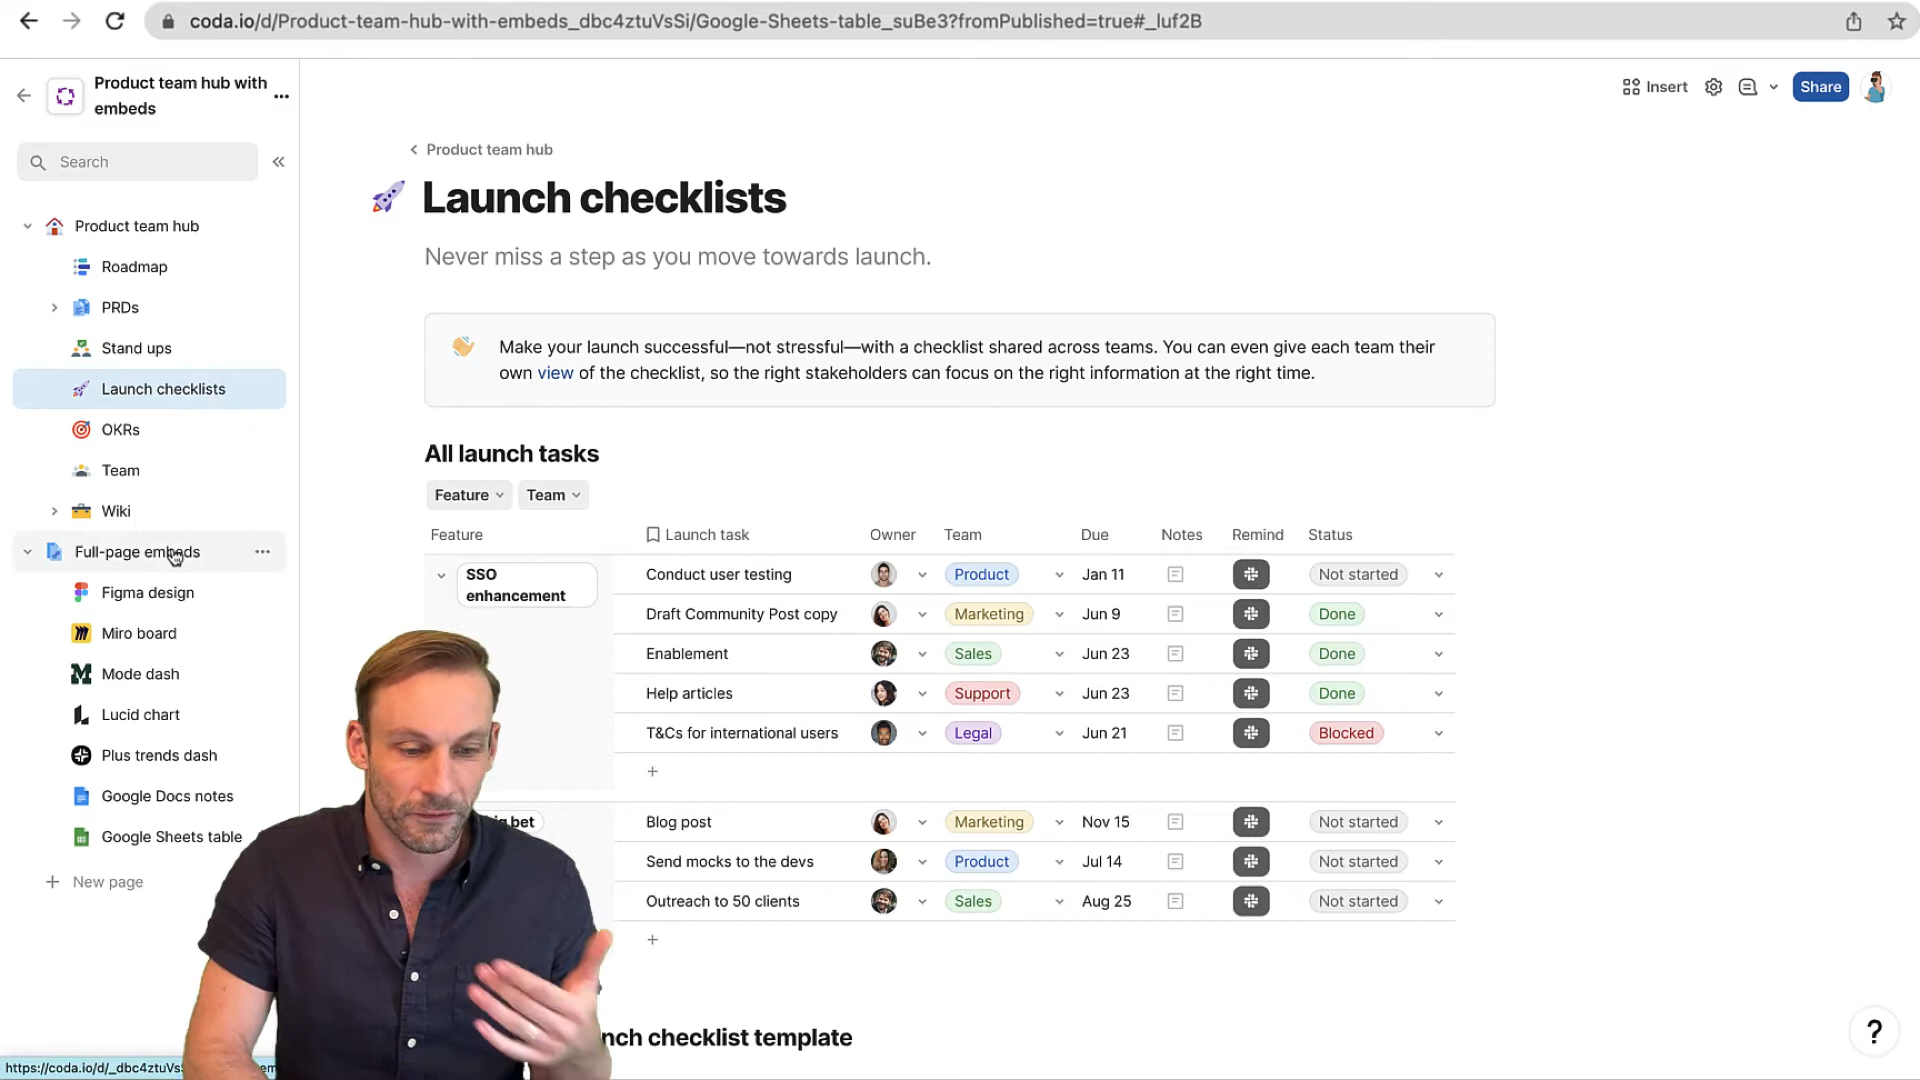 coda.io/d/Product-team-hub-with-embeds_dbc4ztuVsSi/Google-Sheets-table_suBe3?fromPublished=true#_luf2B
Product team hub with
embeds
Search
Product team hub
Roadmap
PRDs
Stand ups
Launch checklists
OKRs
Team
Wiki
Full-page embeds
Figma design
Miro board
Mode dash
Lucid chart
Plus trends dash
Google Docs notes
Google Sheets table
New page
Insert
Share
Product team hub
Launch checklists
Never miss a step as you move towards launch.
Make your launch successful—not stressful—with a checklist shared across teams. You can even give each team their
own view of the checklist, so the right stakeholders can focus on the right information at the right time.
All launch tasks
Feature Team
Feature Launch task Owner Team Due Notes Remind Status
SSO
enhancement
Conduct user testing Product Jan 11 Not started
Draft Community Post copy Marketing Jun 9 Done
Enablement Sales Jun 23 Done
Help articles Support Jun 23 Done
T&Cs for international users Legal Jun 21 Blocked
bet Blog post Marketing Nov 15 Not started
Send mocks to the devs Product Jul 14 Not started
Outreach to 50 clients Sales Aug 25 Not started
nch checklist template
?
https://coda.io/d/_dbc4ztuVs